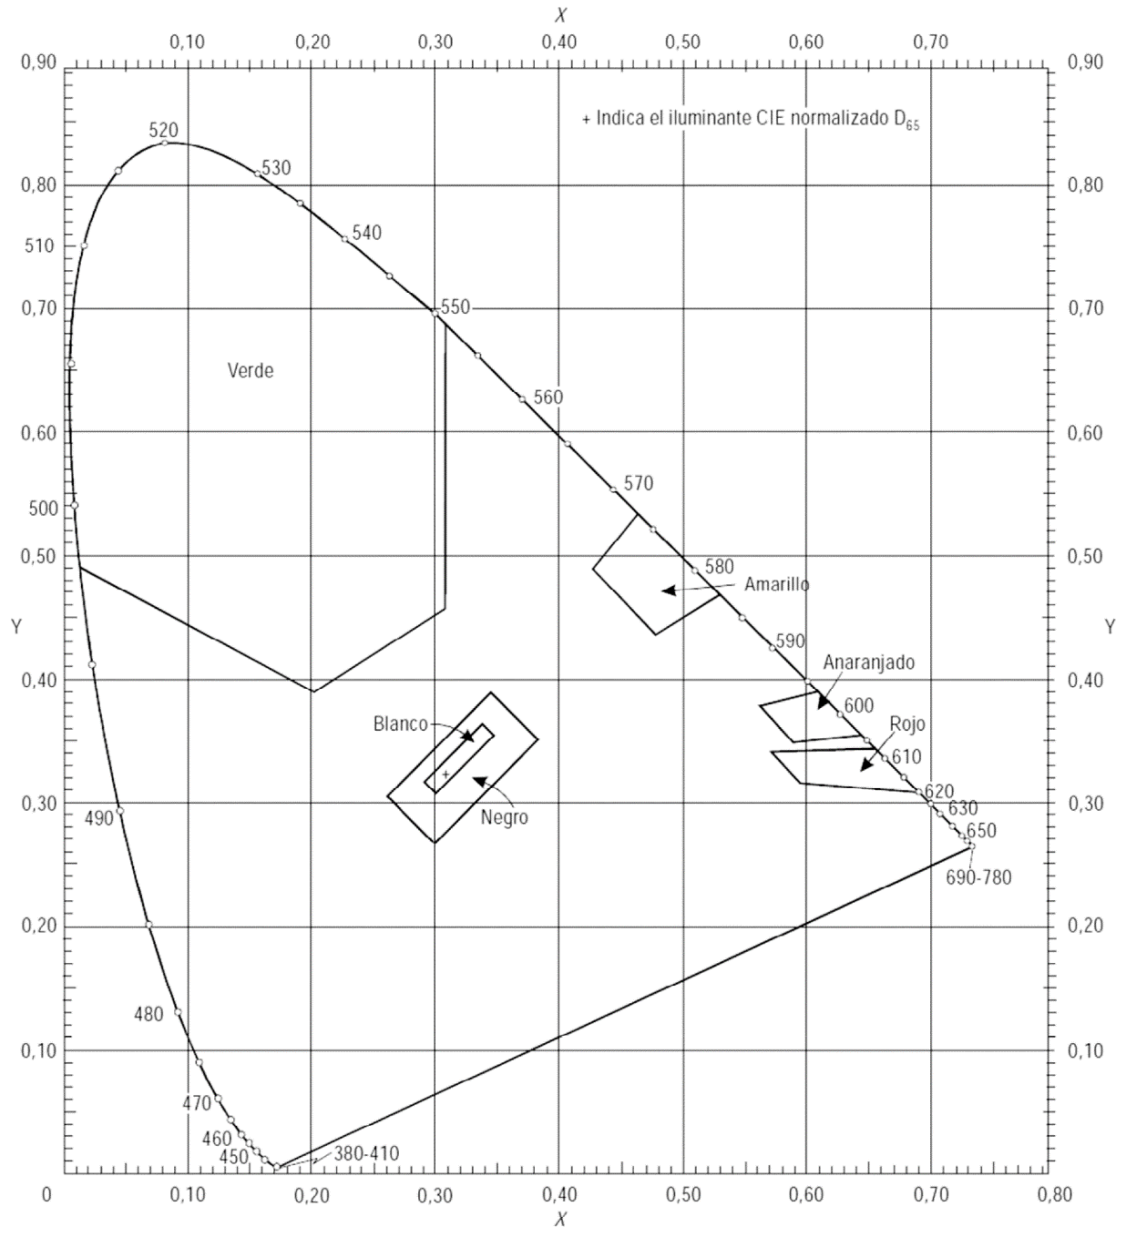 X
0,10 0,20 0,30 0,40 0,50 0,60 0,70
0,90 0,90
+ Indica el iluminante CIE normalizado D65
520
530
0,80 0,80
540
510
550
0,70 0,70
Verde
560
0,60 0,60
570
500
0,50 0,50
580
Amarillo
Y Y
590
Anaranjado
0,40 0,40
600
Blanco Rojo
610
620
0,30 0,30
630
490 Negro
650
690-780
0,20 0,20
480
0,10 0,10
470
460
450 380-410
0 0,10 0,20 0,30 0,40 0,50 0,60 0,70 0,80
X